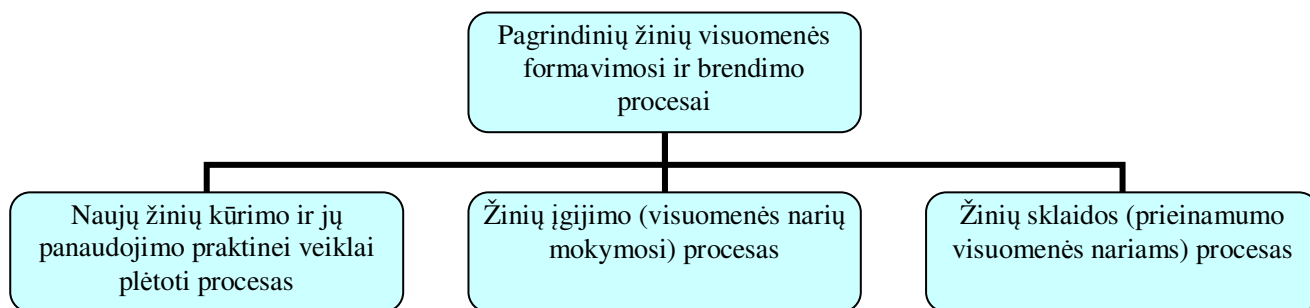 Pagrindinių žinių visuomenės
formavimosi ir brendimo
procesai
Naujų žinių kūrimo ir jų
panaudojimo praktinei veiklai
plėtoti procesas
Žinių įgijimo (visuomenės narių
mokymosi) procesas
Žinių sklaidos (prieinamumo
visuomenės nariams) procesas